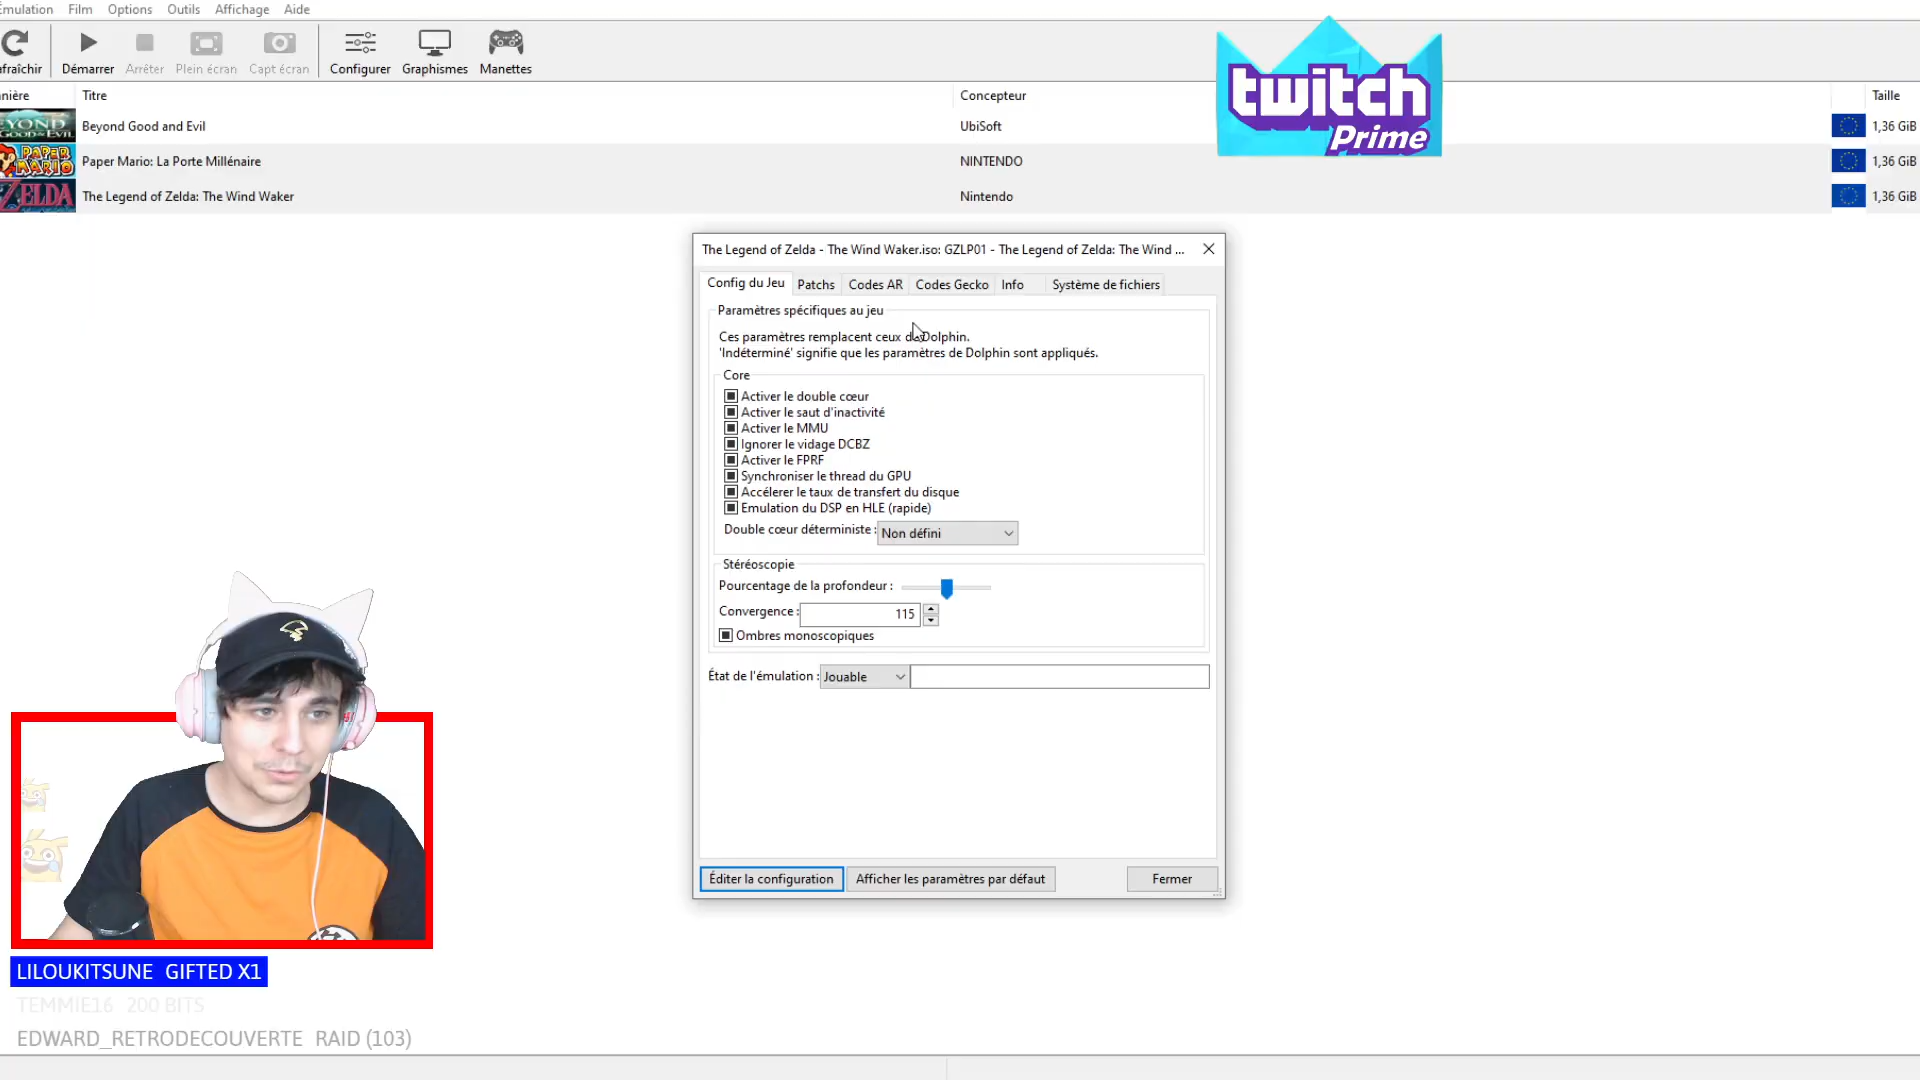 Émulation Film Options Outils Affichage Aide
Démarrer Arrêter Plein écran Capt écran Configurer Graphismes Manettes
Titre Concepteur Taille
Beyond Good and Evil UbiSoft 1,36 GiB
PAPER MARIO Paper Mario: La Porte Millénaire NINTENDO 1,36 GiB
ZELDA The Legend of Zelda: The Wind Waker Nintendo 1,36 GiB
twitch
Prime
The Legend of Zelda - The Wind Waker.iso: GZLP01 - The Legend of Zelda: The Wind ...
Config du Jeu Patchs Codes AR Codes Gecko Info Système de fichiers
Paramètres spécifiques au jeu
Ces paramètres remplacent ceux de Dolphin.
'Indéterminé' signifie que les paramètres de Dolphin sont appliqués.
Core
Activer le double cœur
Activer le saut d'inactivité
Activer le MMU
Ignorer le vidage DCBZ
Activer le FPRF
Synchroniser le thread du GPU
Accélerer le taux de transfert du disque
Emulation du DSP en HLE (rapide)
Double cœur déterministe : Non défini
Stéréoscopie
Pourcentage de la profondeur :
Convergence : 115
Ombres monoscopiques
État de l'émulation : Jouable
Éditer la configuration Afficher les paramètres par défaut Fermer
LILOUKITSUNE GIFTED X1
TEMMIE16 200 BITS
EDWARD_RETRODECOUVERTE RAID (103)